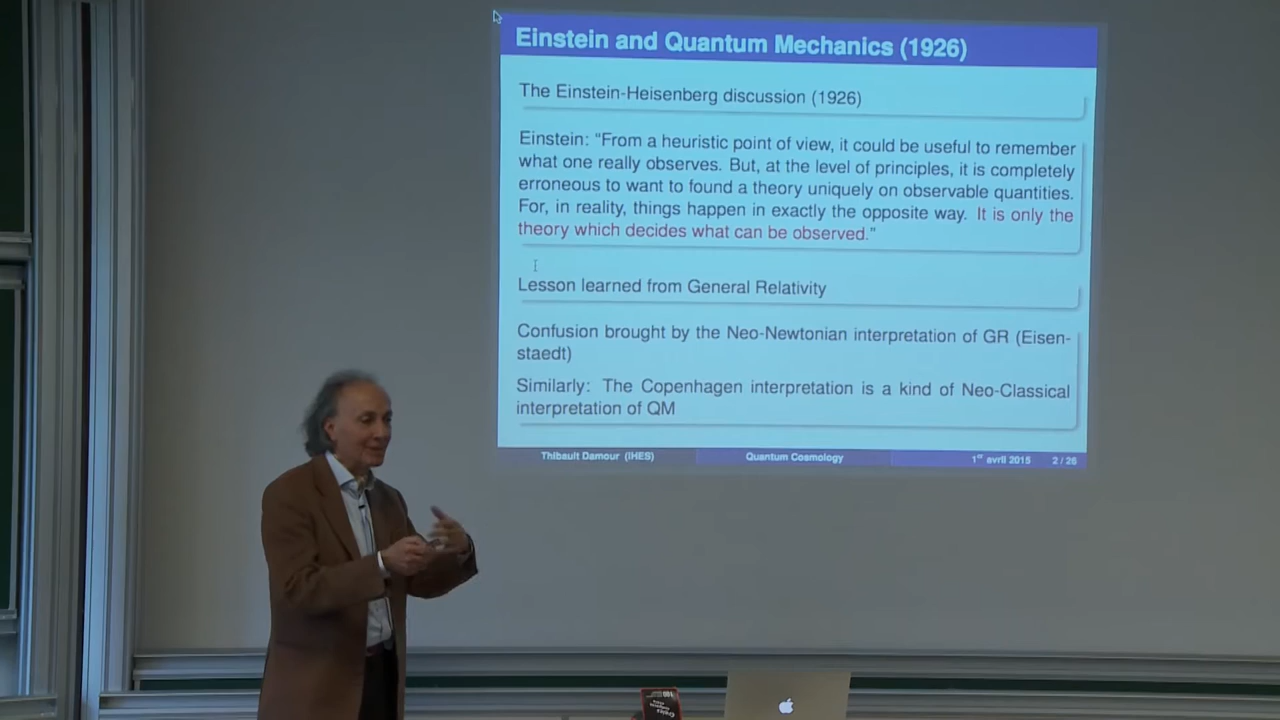 Einstein and Quantum Mechanics (1926)
The Einstein-Heisenberg discussion (1926)
Einstein: “From a heuristic point of view, it could be useful to remember
what one really observes. But, at the level of principles, it is completely
erroneous to want to found a theory uniquely on observable quantities.
For, in reality, things happen in exactly the opposite way. It is only the
theory which decides what can be observed.”
Lesson learned from General Relativity
Confusion brought by the Neo-Newtonian interpretation of GR (Eisen-
staedt)
Similarly: The Copenhagen interpretation is a kind of Neo-Classical
interpretation of QM
Thibault Damour (IHES) Quantum Cosmology 1st avril 2015 2 / 26